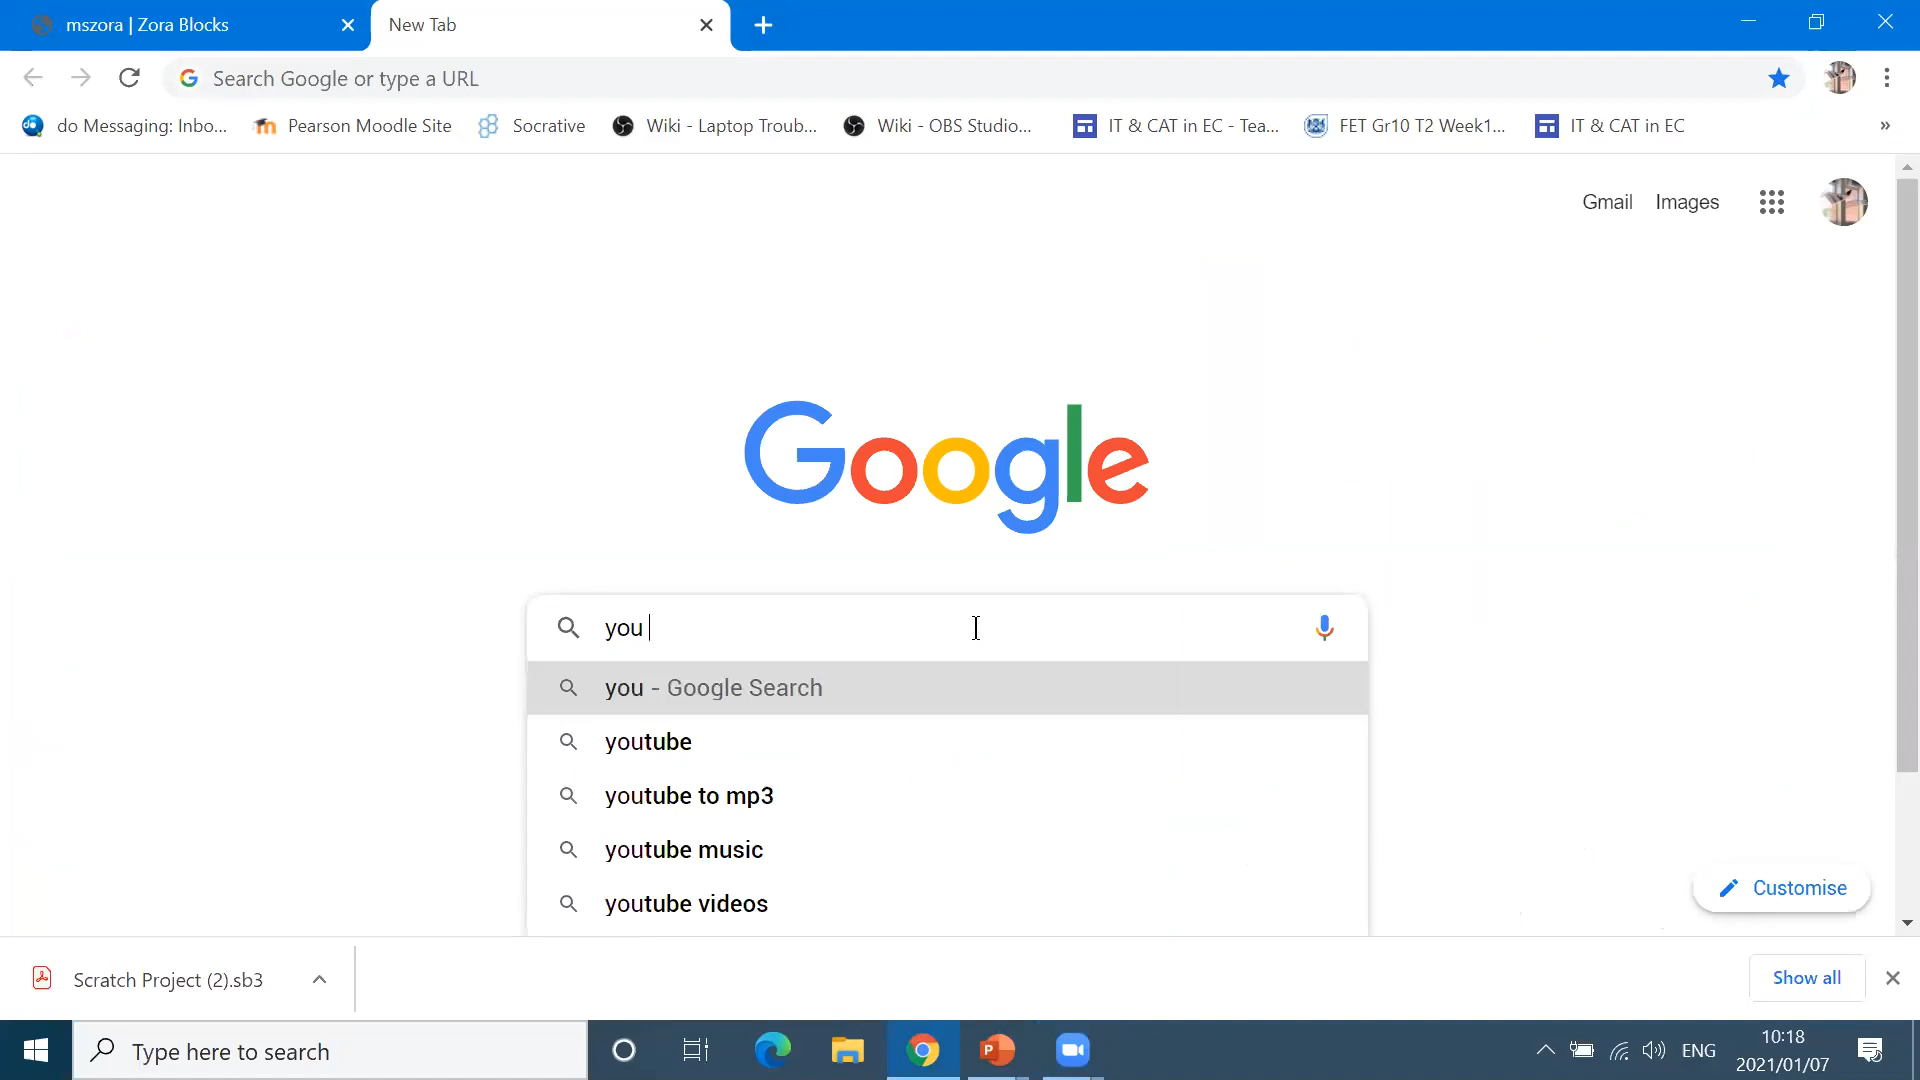 mszora | Zora Blocks
New Tab
Search Google or type a URL
do Messaging: Inbo...
Pearson Moodle Site
Socrative
Wiki - Laptop Troub...
Wiki - OBS Studio...
IT & CAT in EC - Tea...
FET Gr10 T2 Week1...
IT & CAT in EC
»
Gmail
Images
Google
you
you - Google Search
youtube
youtube to mp3
youtube music
youtube videos
Customise
Scratch Project (2).sb3
Show all
Type here to search
ENG
10:18
2021/01/07